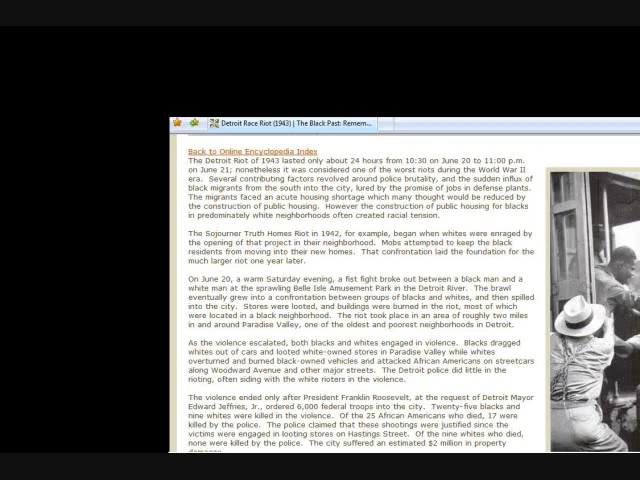 Detroit Race Riot (1943) | The Black Past: Remem...
Back to Online Encyclopedia Index
The Detroit Riot of 1943 lasted only about 24 hours from 10:30 on June 20 to 11:00 p.m.
on June 21; nonetheless it was considered one of the worst riots during the World War II
era.  Several contributing factors revolved around police brutality, and the sudden influx of
black migrants from the south into the city, lured by the promise of jobs in defense plants.
The migrants faced an acute housing shortage which many thought would be reduced by
the construction of public housing.  However the construction of public housing for blacks
in predominately white neighborhoods often created racial tension.
The Sojourner Truth Homes Riot in 1942, for example, began when whites were enraged by
the opening of that project in their neighborhood.  Mobs attempted to keep the black
residents from moving into their new homes.  That confrontation laid the foundation for the
much larger riot one year later.
On June 20, a warm Saturday evening, a fist fight broke out between a black man and a
white man at the sprawling Belle Isle Amusement Park in the Detroit River.  The brawl
eventually grew into a confrontation between groups of blacks and whites, and then spilled
into the city.  Stores were looted, and buildings were burned in the riot, most of which
were located in a black neighborhood.  The riot took place in an area of roughly two miles
in and around Paradise Valley, one of the oldest and poorest neighborhoods in Detroit.
As the violence escalated, both blacks and whites engaged in violence.  Blacks dragged
whites out of cars and looted white-owned stores in Paradise Valley while whites
overturned and burned black-owned vehicles and attacked African Americans on streetcars
along Woodward Avenue and other major streets.  The Detroit police did little in the
rioting, often siding with the white rioters in the violence.
The violence ended only after President Franklin Roosevelt, at the request of Detroit Mayor
Edward Jeffries, Jr., ordered 6,000 federal troops into the city.  Twenty-five blacks and
nine whites were killed in the violence.  Of the 25 African Americans who died, 17 were
killed by the police.  The police claimed that these shootings were justified since the
victims were engaged in looting stores on Hastings Street.  Of the nine whites who died,
none were killed by the police.  The city suffered an estimated $2 million in property